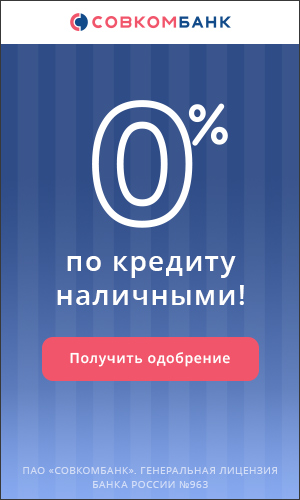 СОВКОМБАНК
0%
по кредиту
наличными!
Получить одобрение
ПАО «СОВКОМБАНК». ГЕНЕРАЛЬНАЯ ЛИЦЕНЗИЯ
БАНКА РОССИИ №963